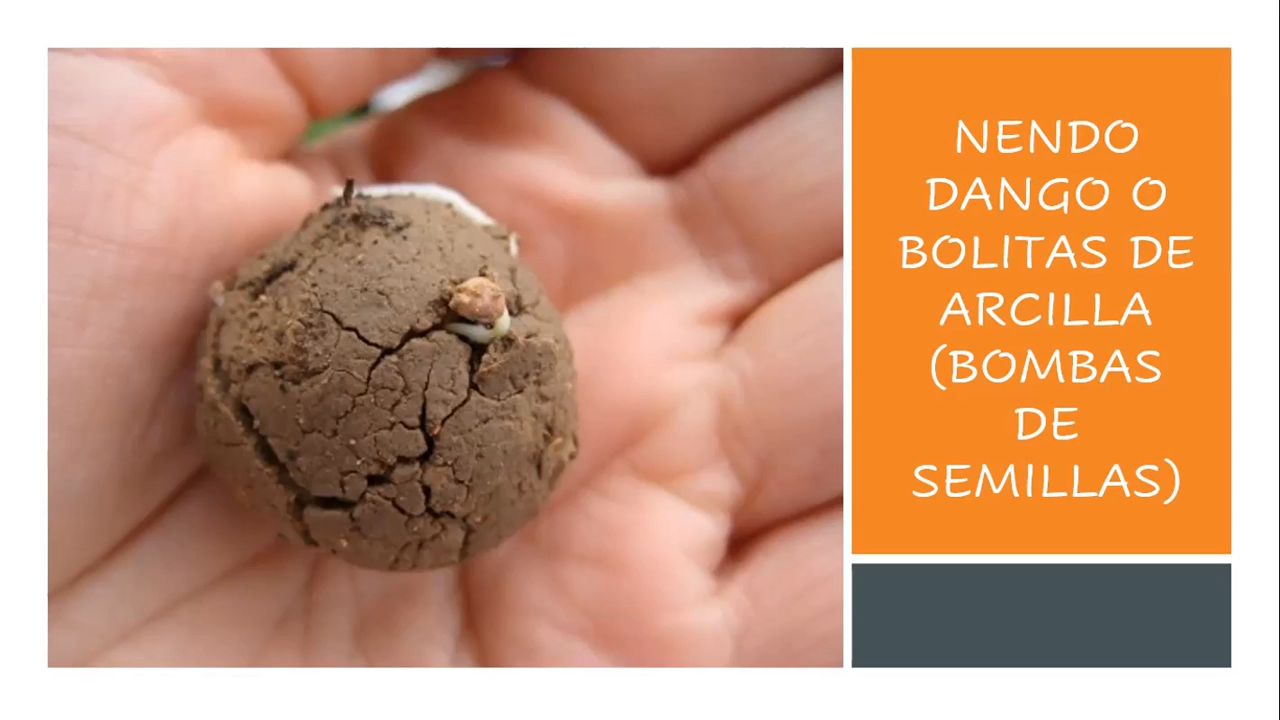 NENDO
DANGO O
BOLITAS DE
ARCILLA
(BOMBAS
DE
SEMILLAS)